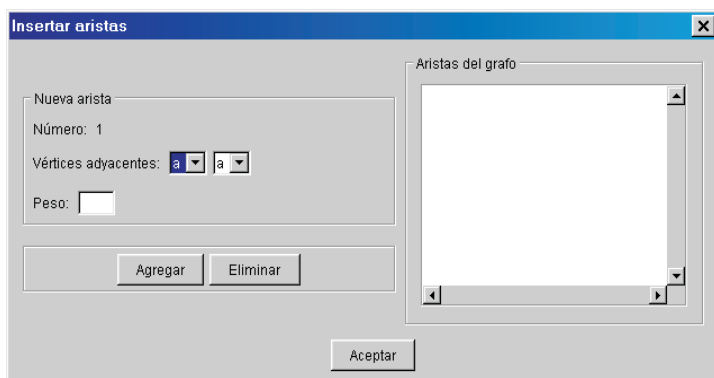 Insertar aristas
Nueva arista
Número: 1
Vértices adyacentes: a a
Peso:
Agregar Eliminar
Aristas del grafo
Aceptar